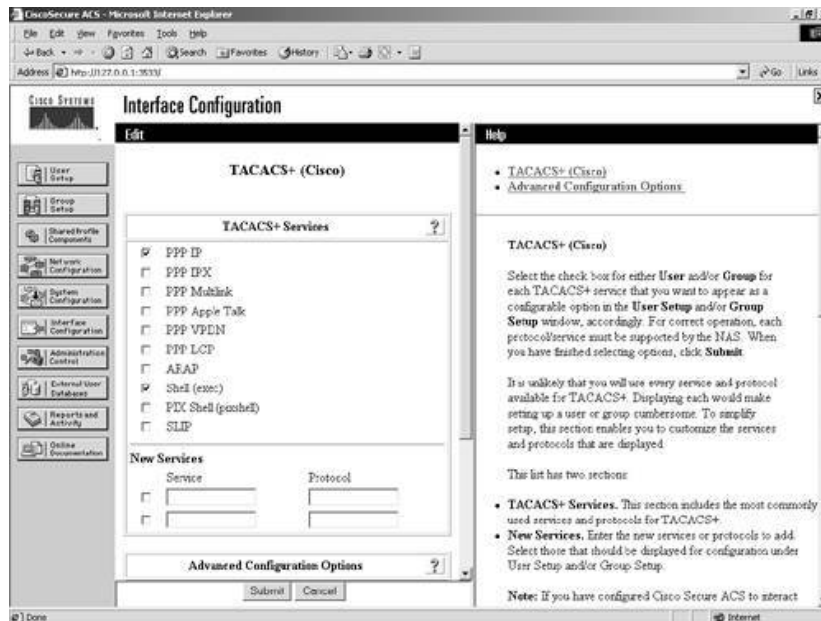 CiscoSecure ACS - Microsoft Internet Explorer
File Edit View Favorites Tools Help
Back Search Favorites History
Address http://127.0.0.1:3533/ Go Links
CISCO SYSTEMS
Interface Configuration
Edit
Help
User Setup
Group Setup
Shared Profile Components
Network Configuration
System Configuration
Interface Configuration
Administration Control
External User Databases
Reports and Activity
Online Documentation
TACACS+ (Cisco)
TACACS+ Services ?
PPP IP
PPP IPX
PPP Multilink
PPP Apple Talk
PPP VPDN
PPP LCP
ARAP
Shell (exec)
PIX Shell (pixshell)
SLIP
New Services
Service Protocol
Advanced Configuration Options ?
Submit Cancel
• TACACS+ (Cisco)
• Advanced Configuration Options
TACACS+ (Cisco)
Select the check box for either User and/or Group for
each TACACS+ service that you want to appear as a
configurable option in the User Setup and/or Group
Setup window, accordingly. For correct operation, each
protocol/service must be supported by the NAS. When
you have finished selecting options, click Submit.
It is unlikely that you will use every service and protocol
available for TACACS+. Displaying each would make
setting up a user or group cumbersome. To simplify
setup, this section enables you to customize the services
and protocols that are displayed.
This list has two sections:
• TACACS+ Services. This section includes the most commonly
used services and protocols for TACACS+.
• New Services. Enter the new services or protocols to add.
Select those that should be displayed for configuration under
User Setup and/or Group Setup.
Note: If you have configured Cisco Secure ACS to interact
Done
Internet